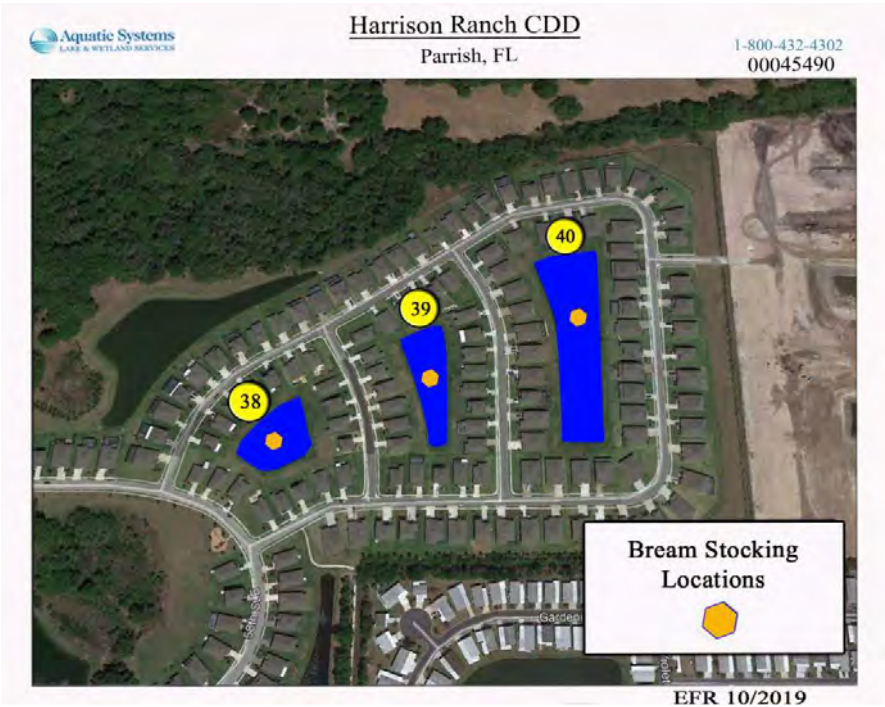 Aquatic Systems
LAKE & WETLAND SERVICES
Harrison Ranch CDD
Parrish, FL
1-800-432-4302
00045490
40
39
38
Bream Stocking
Locations
EFR 10/2019